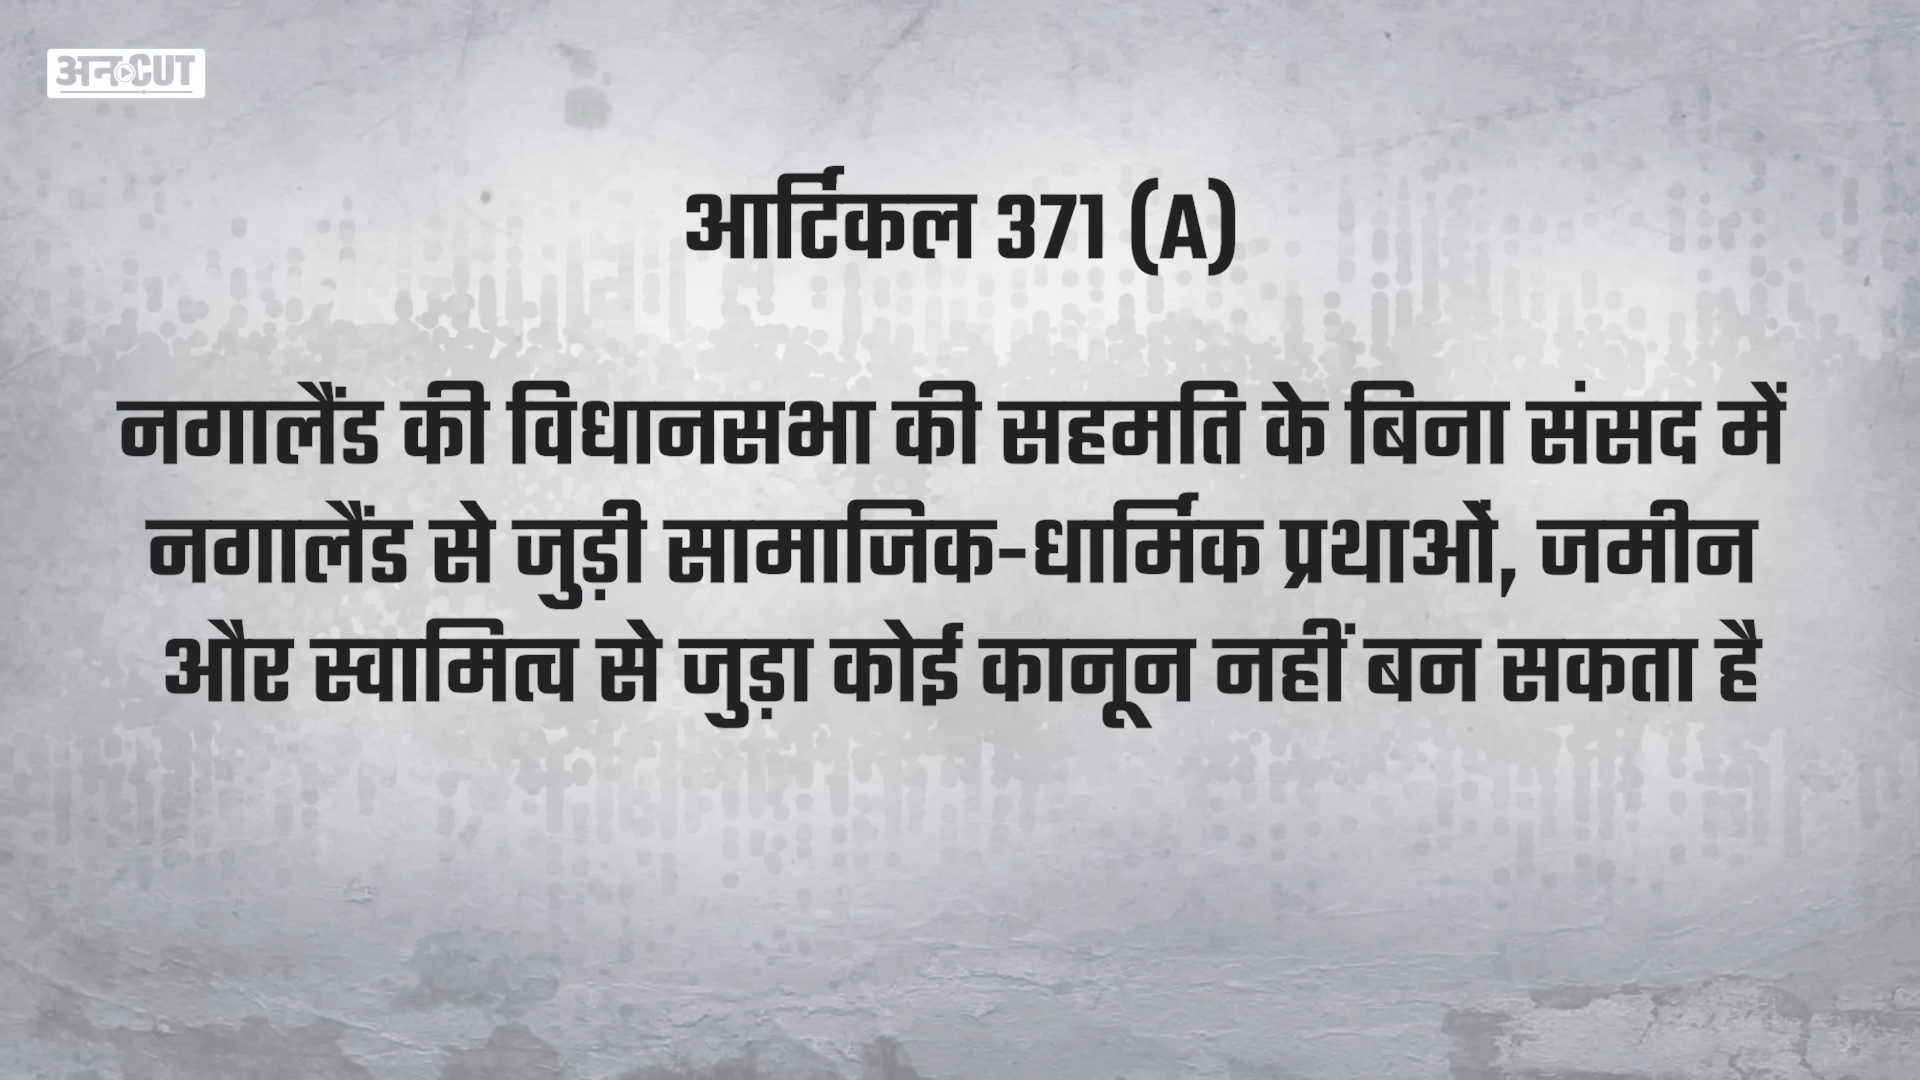 अनCUT
आर्टिकल 371 (A)
नगालैंड की विधानसभा की सहमति के बिना संसद में
नगालैंड से जुड़ी सामाजिक-धार्मिक प्रथाओं, जमीन
और स्वामित्व से जुड़ा कोई कानून नहीं बन सकता है